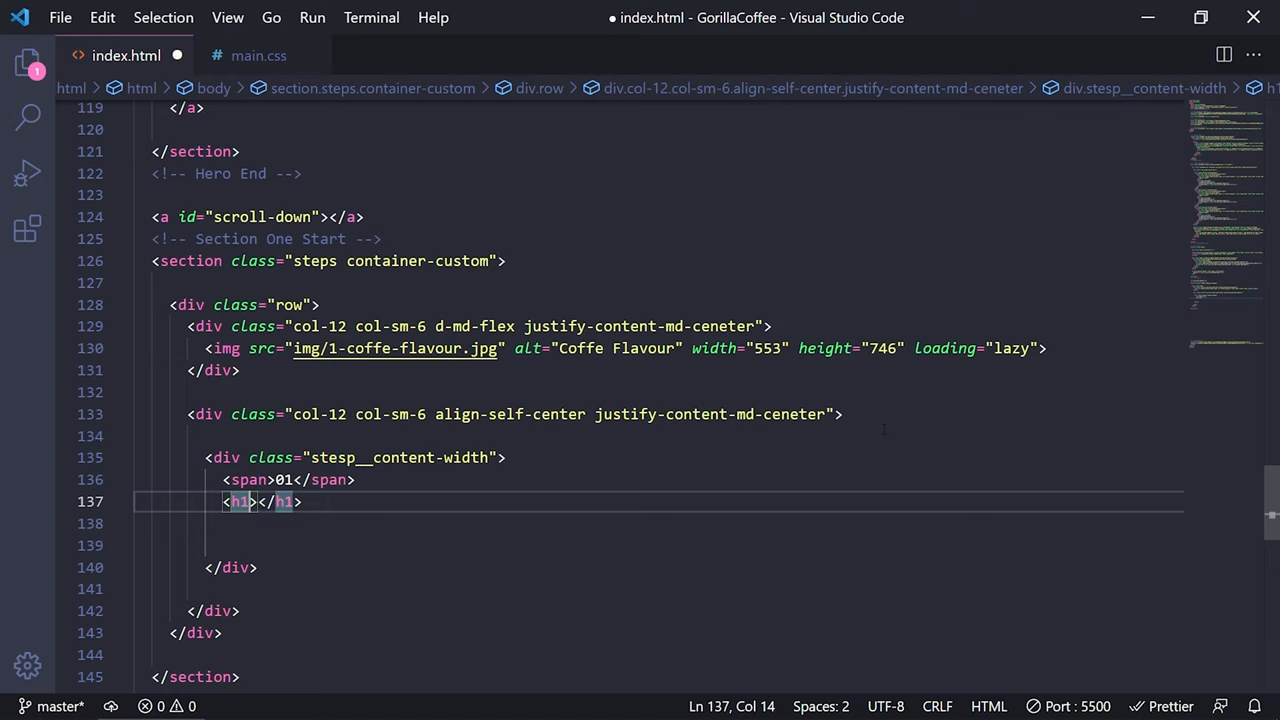 File Edit Selection View Go Run Terminal Help ● index.html - GorillaCoffee - Visual Studio Code
1
<> index.html ● # main.css
html > html > body > section.steps.container-custom > div.row > div.col-12.col-sm-6.align-self-center.justify-content-md-ceneter > div.stesp__content-width > h1
119 </a>
120
121 </section>
122 <!-- Hero End -->
123
124 <a id="scroll-down"></a>
125 <!-- Section One Start -->
126 <section class="steps container-custom">
127
128 <div class="row">
129 <div class="col-12 col-sm-6 d-md-flex justify-content-md-ceneter">
130 <img src="img/1-coffe-flavour.jpg" alt="Coffe Flavour" width="553" height="746" loading="lazy">
131 </div>
132
133 <div class="col-12 col-sm-6 align-self-center justify-content-md-ceneter">
134
135 <div class="stesp__content-width">
136 <span>01</span>
137 <h1></h1>
138
139
140 </div>
141
142 </div>
143 </div>
144
145 </section>
master* 0 0 Ln 137, Col 14 Spaces: 2 UTF-8 CRLF HTML Port : 5500 Prettier